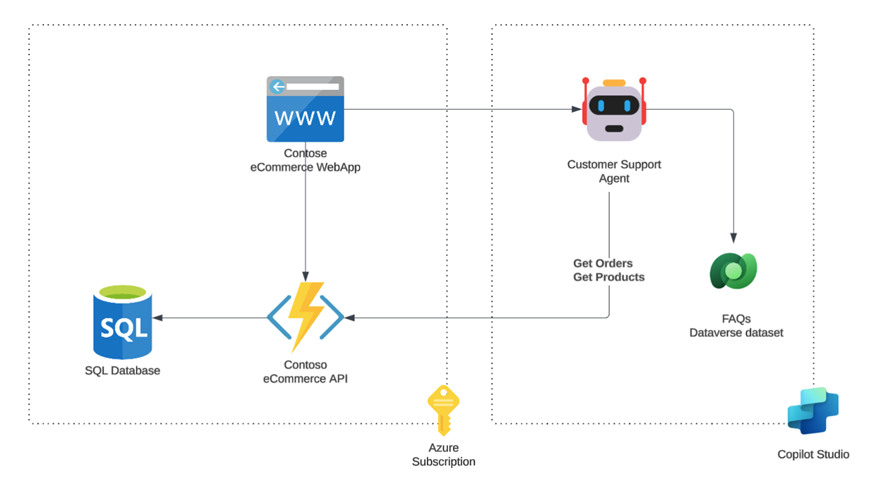 WWW
Contose
eCommerce WebApp
Customer Support
Agent
Get Orders
Get Products
FAQs
Dataverse dataset
SQL
SQL Database
Contoso
eCommerce API
Azure
Subscription
Copilot Studio